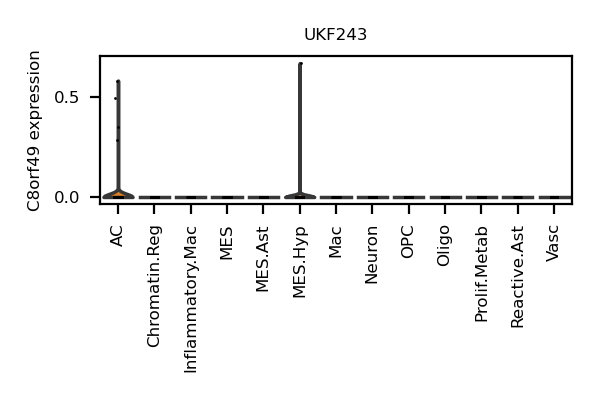 UKF243
C8orf49 expression
0.5
0.0
AC
Chromatin.Reg
Inflammatory.Mac
MES
MES.Ast
MES.Hyp
Mac
Neuron
OPC
Oligo
Prolif.Metab
Reactive.Ast
Vasc